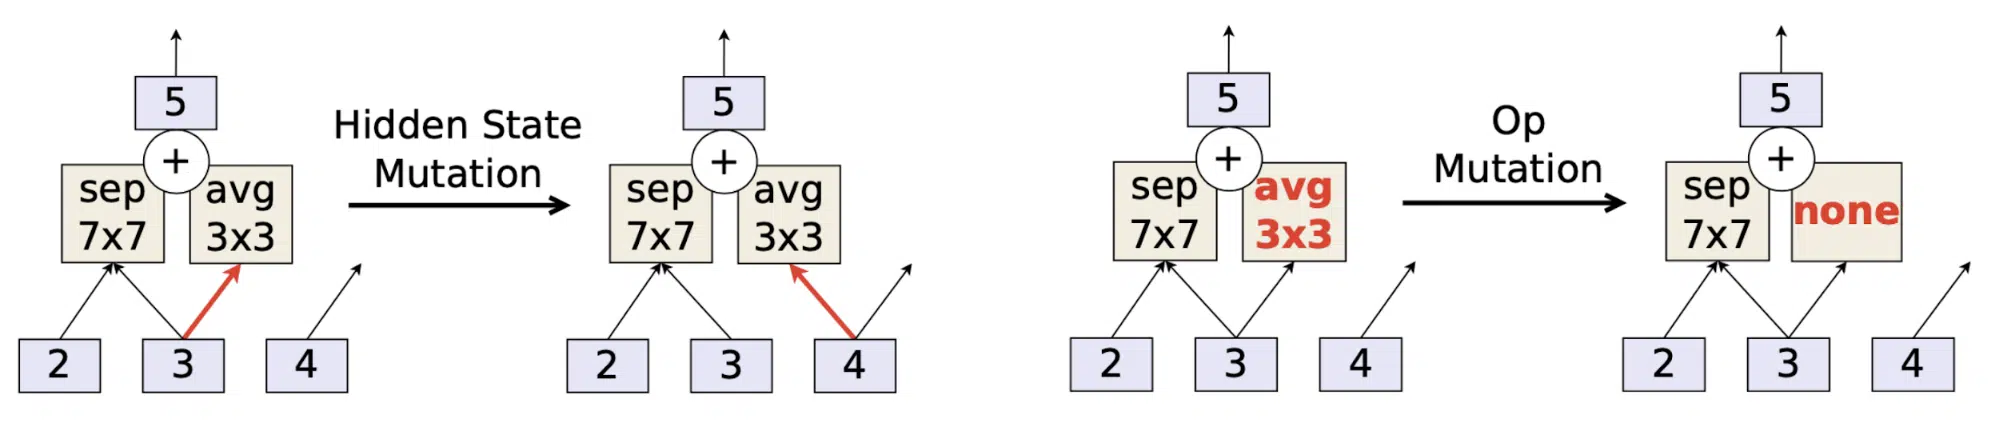 5
+
sep
7x7
avg
3x3
2
3
4
Hidden State
Mutation
5
+
sep
7x7
avg
3x3
2
3
4
5
+
sep
7x7
avg
3x3
2
3
4
Op
Mutation
5
+
sep
7x7
none
2
3
4